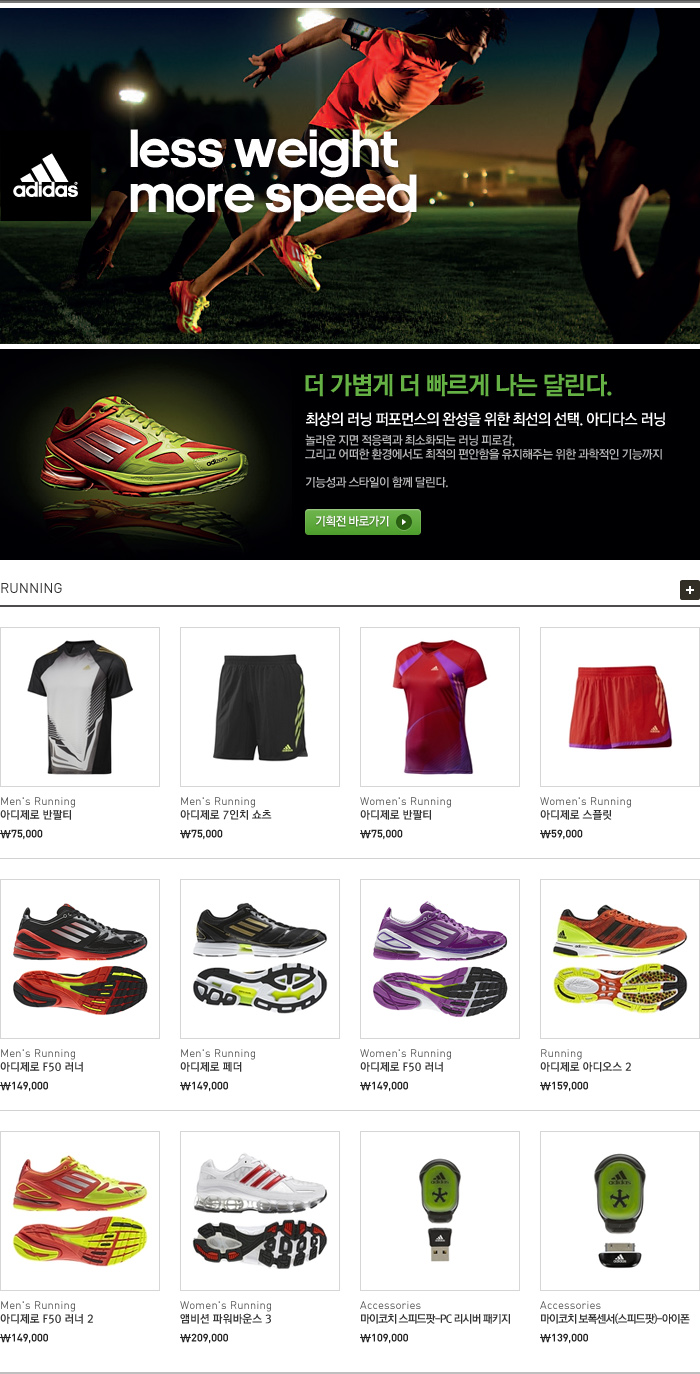 less weight
more speed
adidas
더 가볍게 더 빠르게 나는 달린다.
최상의 러닝 퍼포먼스의 완성을 위한 최선의 선택. 아디다스 러닝
놀라운 지면 적응력과 최소화되는 러닝 피로감,
그리고 어떠한 환경에서도 최적의 편안함을 유지해주는 위한 과학적인 기능까지
기능성과 스타일이 함께 달린다.
adizero
기획전 바로가기
RUNNING
Men's Running
아디제로 반팔티
₩75,000
Men's Running
아디제로 7인치 쇼츠
₩75,000
Women's Running
아디제로 반팔티
₩75,000
Women's Running
아디제로 스플릿
₩59,000
Men's Running
아디제로 F50 러너
₩149,000
Men's Running
아디제로 페더
₩149,000
Women's Running
아디제로 F50 러너
₩149,000
Running
아디제로 아디오스 2
₩159,000
Men's Running
아디제로 F50 러너 2
₩149,000
Women's Running
앰비션 파워바운스 3
₩209,000
adidas
Accessories
마이코치 스피드팟-PC 리시버 패키지
₩109,000
adidas
Accessories
마이코치 보폭센서(스피드팟)-아이폰
₩139,000